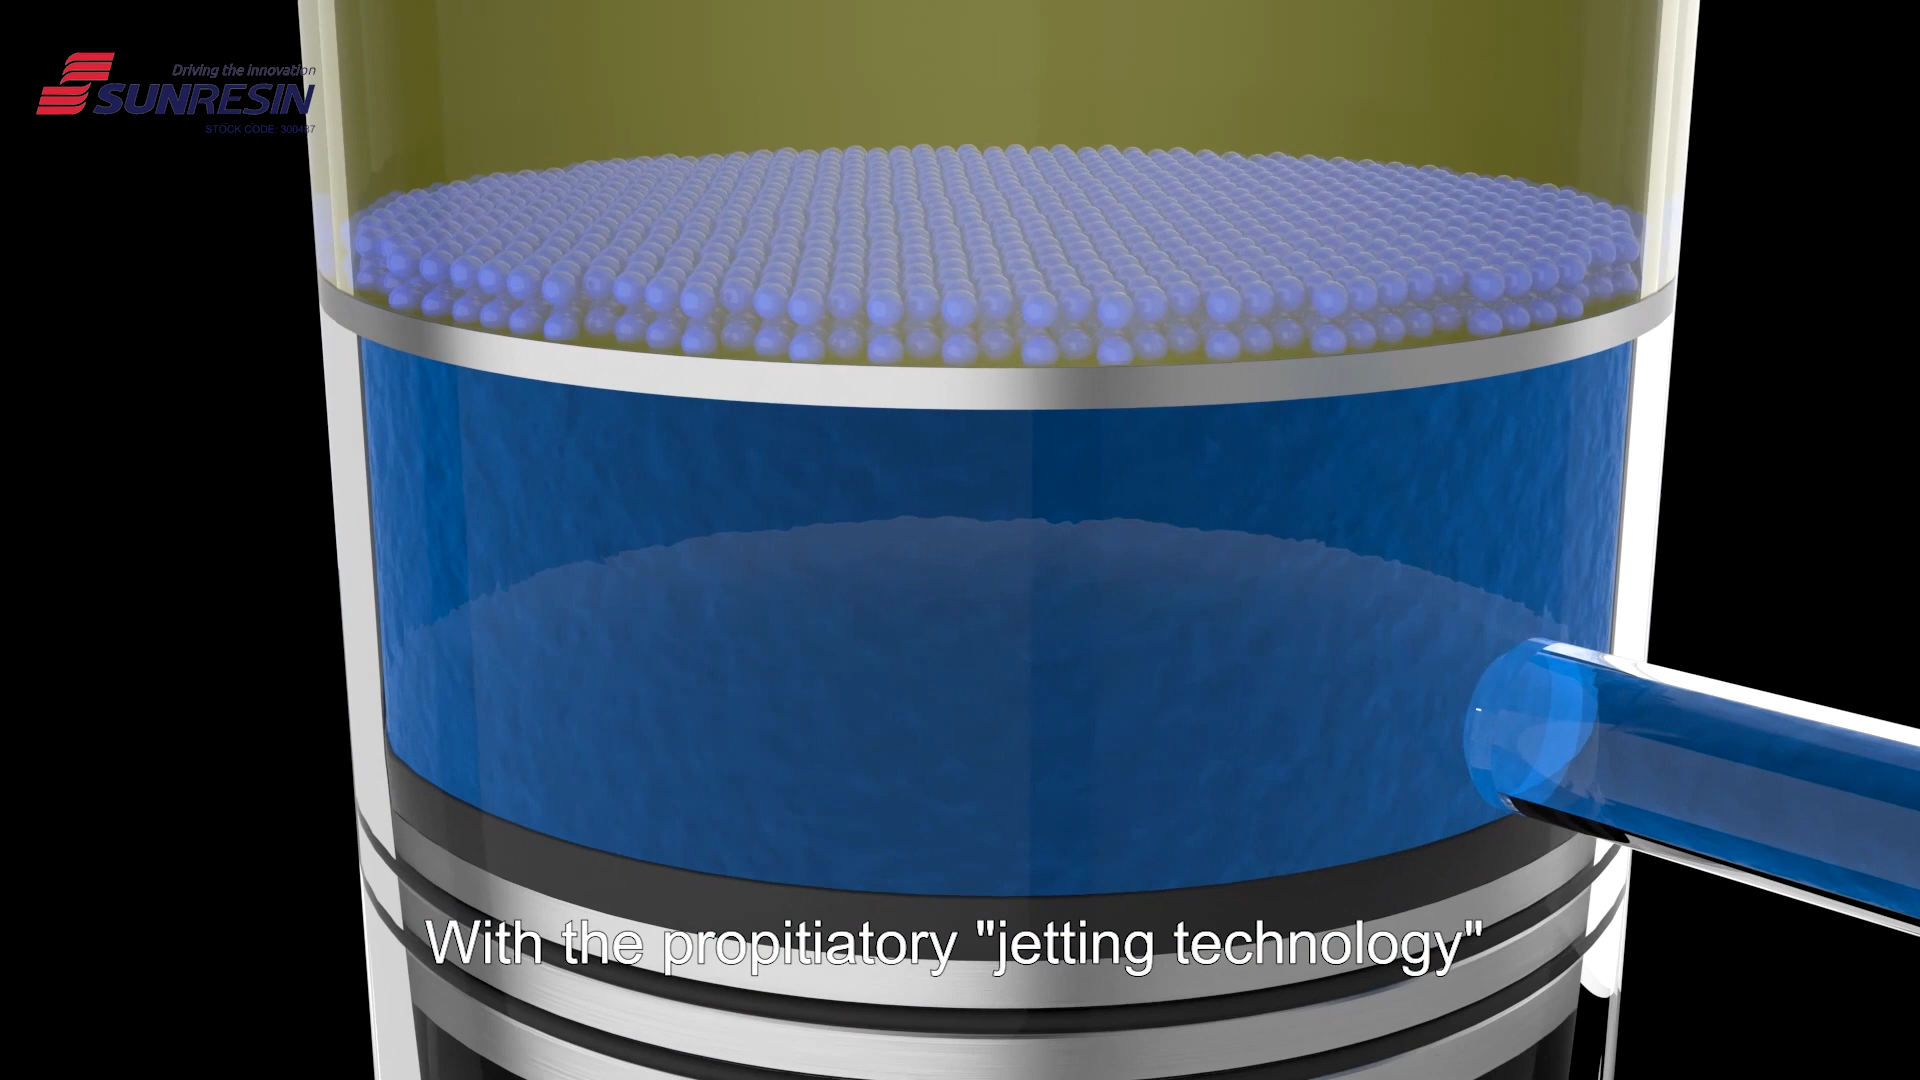 Driving the innovation
SUNRESIN
STOCK CODE: 300487
With the propitiatory "jetting technology"